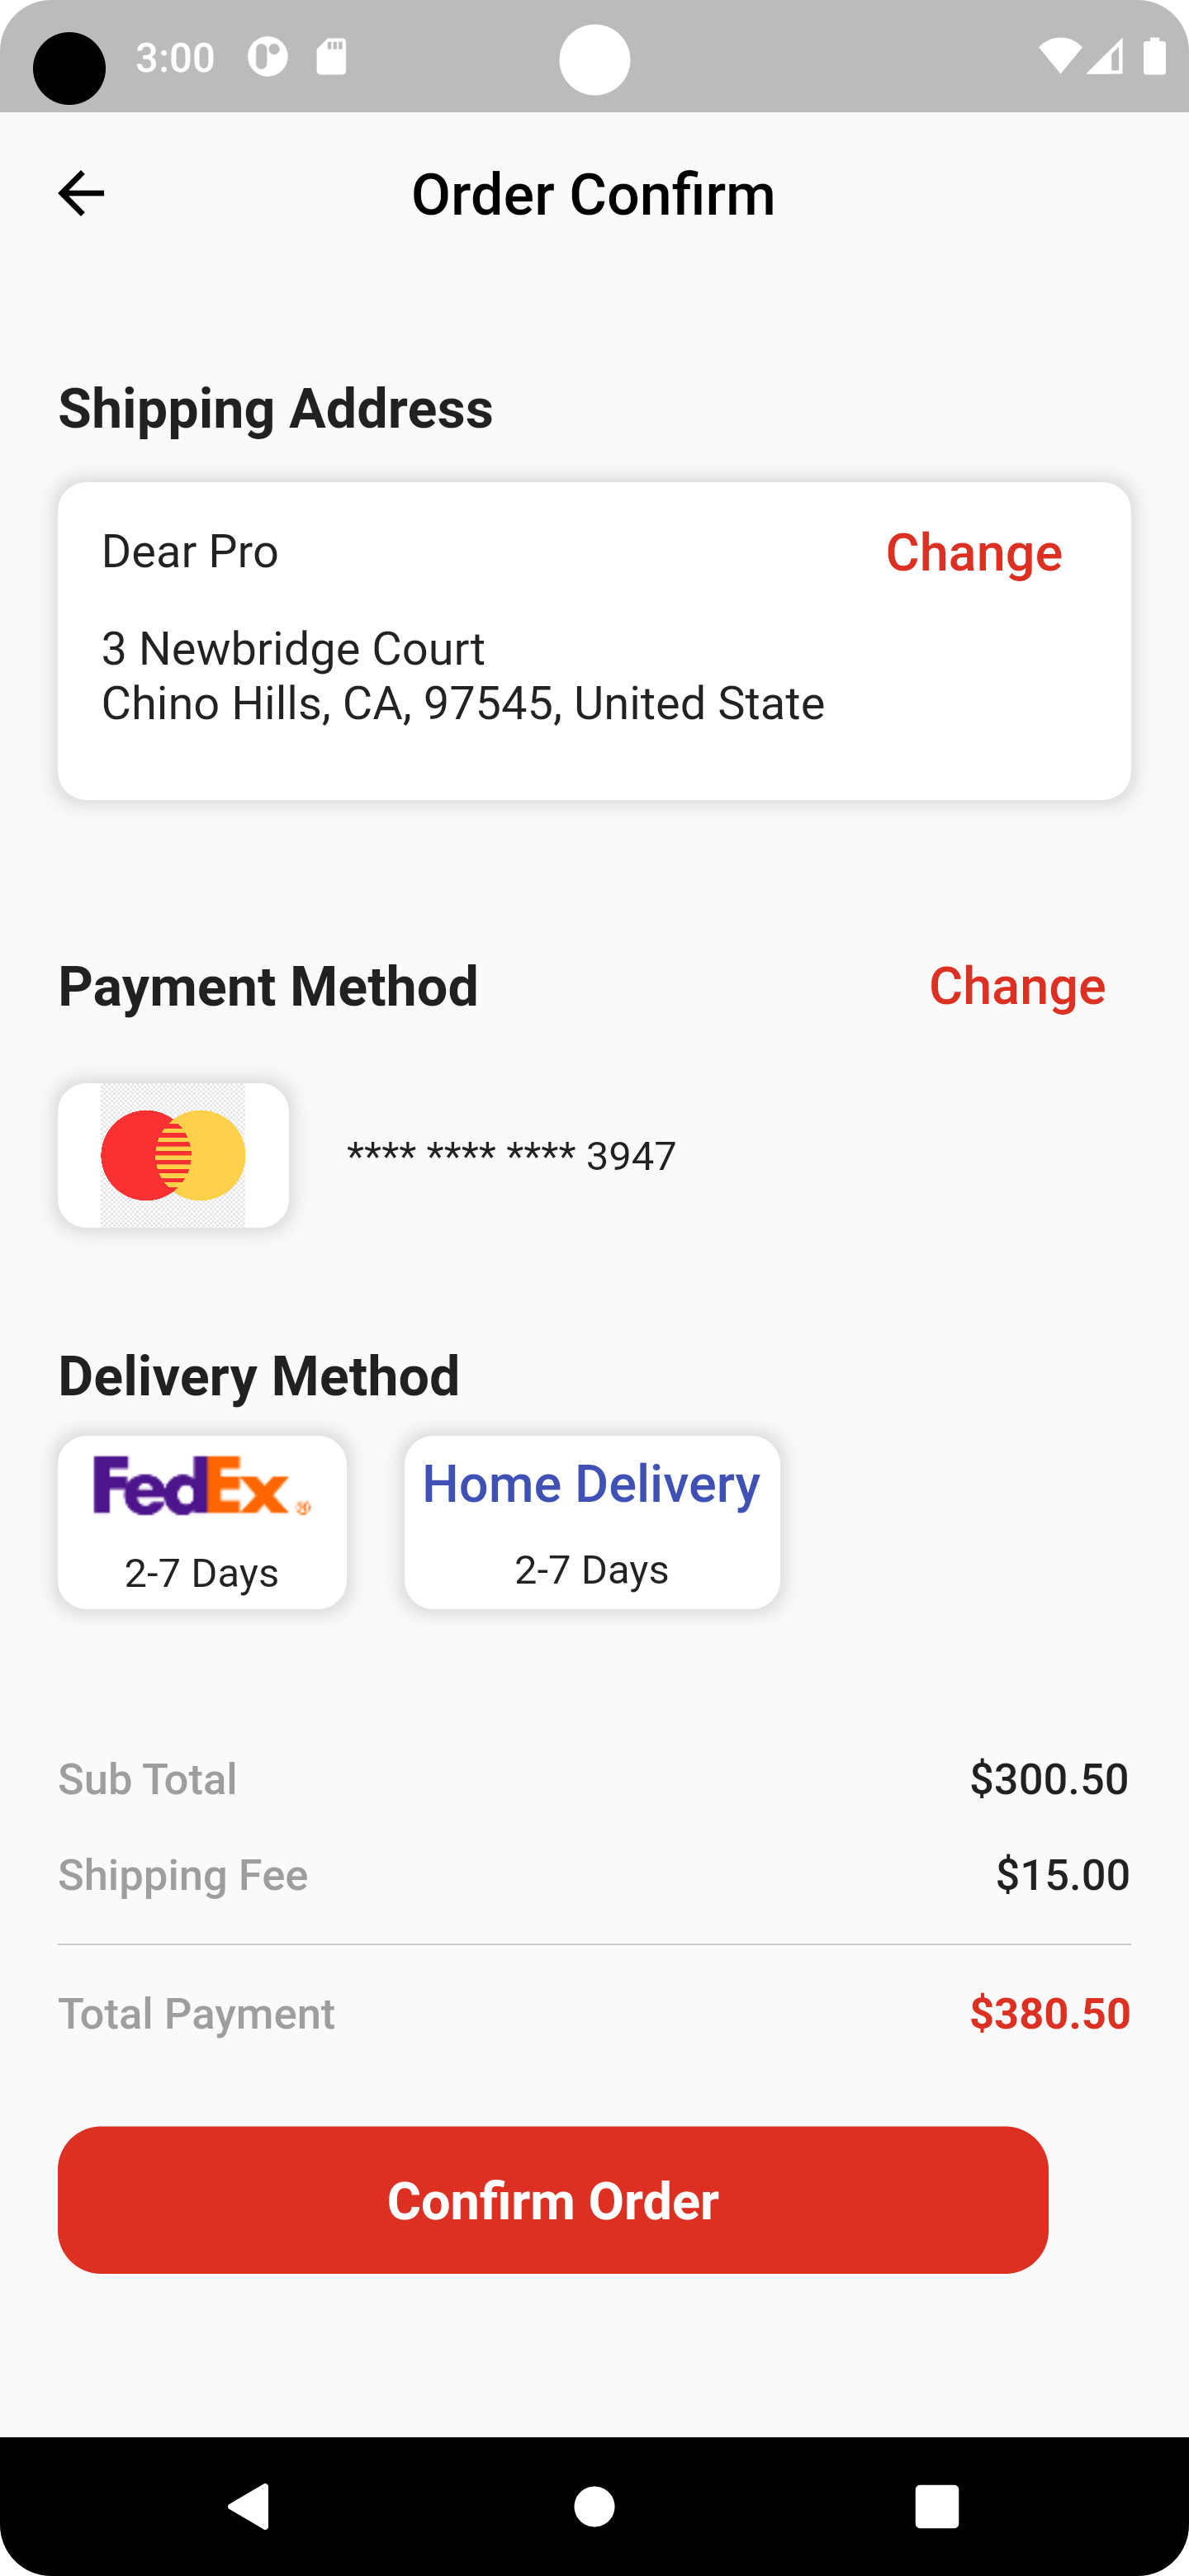 3:00
Order Confirm
Shipping Address
Dear Pro
Change
3 Newbridge Court
Chino Hills, CA, 97545, United State
Payment Method
Change
**** **** **** 3947
Delivery Method
FedEx®
2-7 Days
Home Delivery
2-7 Days
Sub Total
$300.50
Shipping Fee
$15.00
Total Payment
$380.50
Confirm Order